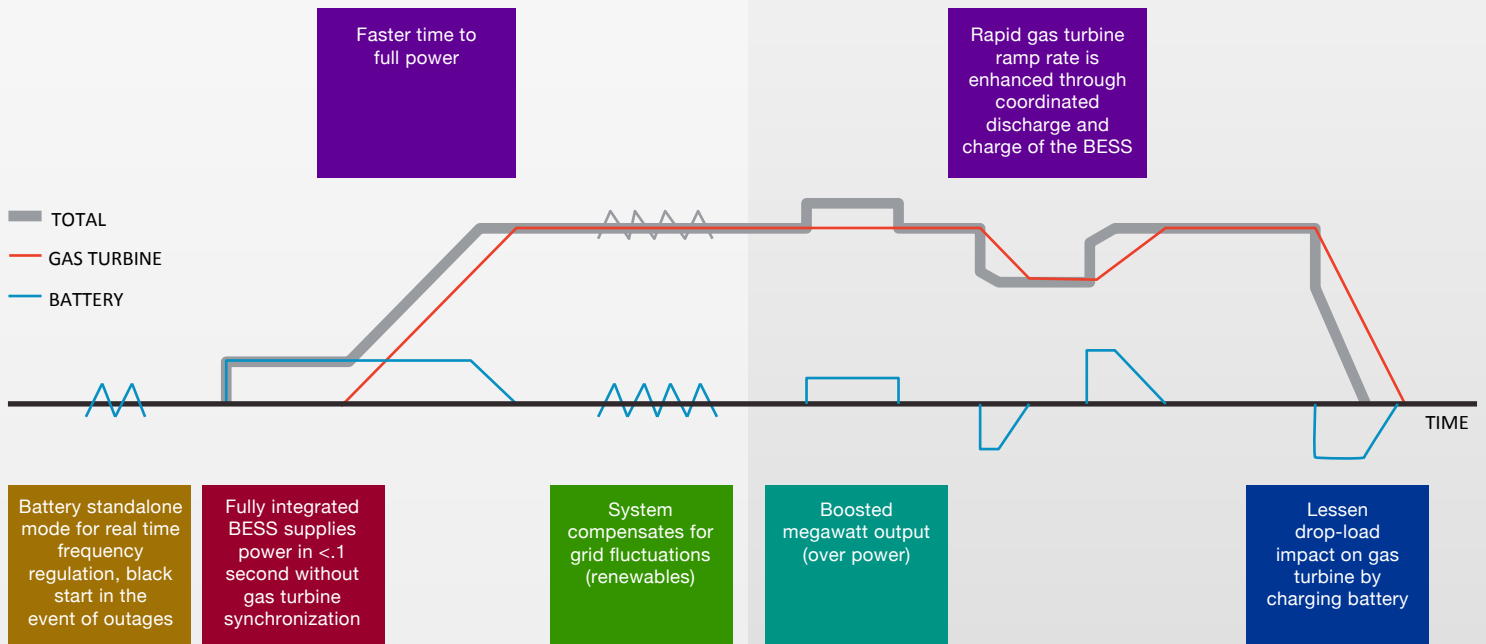 Faster time to
full power
Rapid gas turbine
ramp rate is
enhanced through
coordinated
discharge and
charge of the BESS
TOTAL
GAS TURBINE
BATTERY
TIME
Battery standalone
mode for real time
frequency
regulation, black
start in the
event of outages
Fully integrated
BESS supplies
power in <.1
second without
gas turbine
synchronization
System
compensates for
grid fluctuations
(renewables)
Boosted
megawatt output
(over power)
Lessen
drop-load
impact on gas
turbine by
charging battery